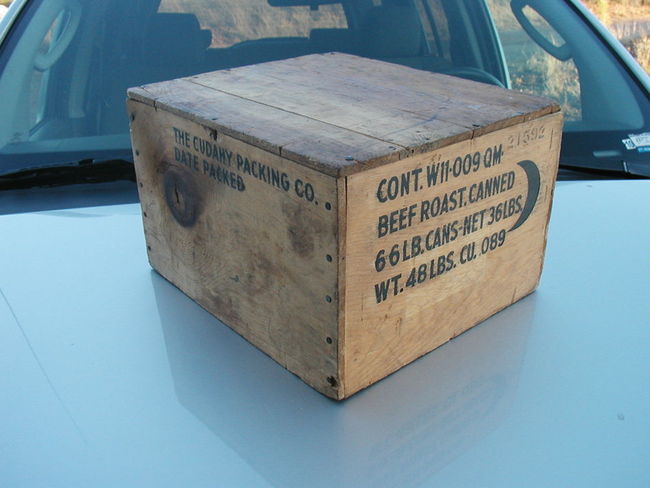 THE CUDAHY PACKING CO.
DATE PACKED
CONT. W11-009 QM- 21592
BEEF ROAST. CANNED
6-6 LB. CANS-NET 36 LBS.
WT. 48 LBS. CU. .089